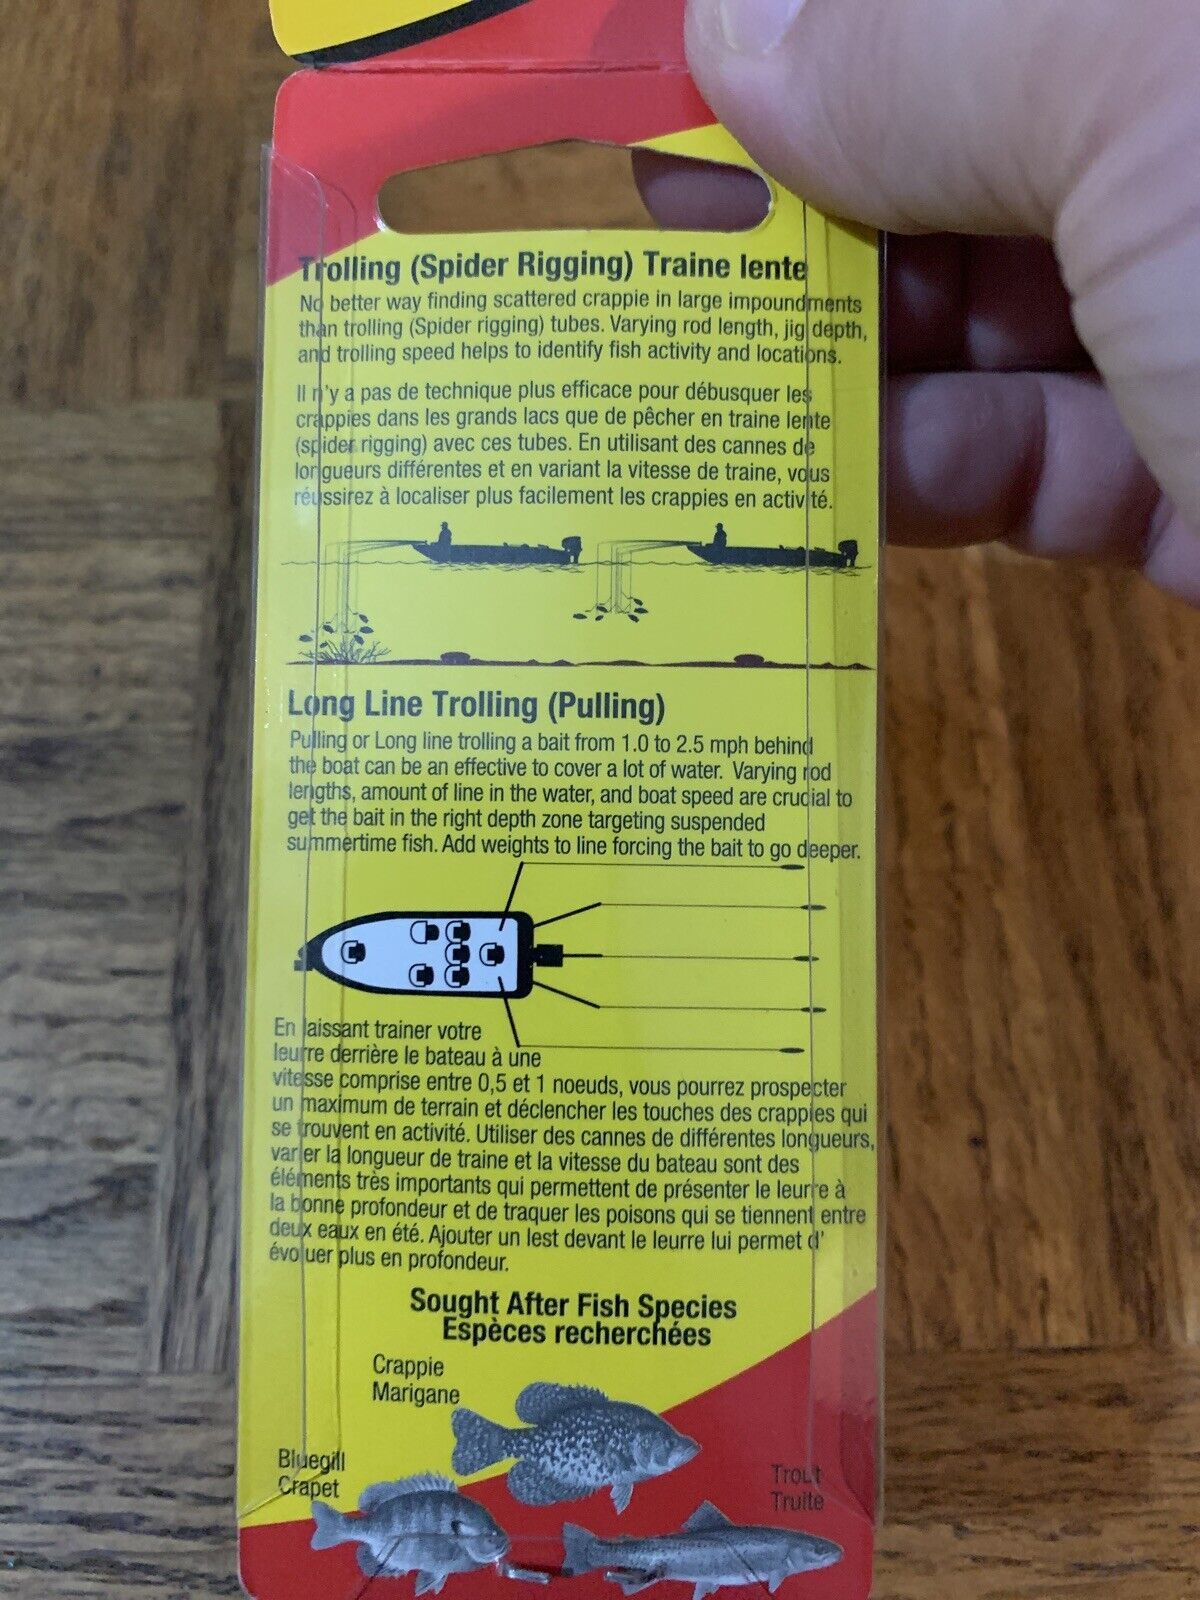 Trolling (Spider Rigging) Traine lente
No better way finding scattered crappie in large impoundments
than trolling (Spider rigging) tubes. Varying rod length, jig depth,
and trolling speed helps to identify fish activity and locations.
Il n'y a pas de technique plus efficace pour débusquer les
crappies dans les grands lacs que de pêcher en traine lente
(spider rigging) avec ces tubes. En utilisant des cannes de
longueurs différentes et en variant la vitesse de traine, vous
réussirez à localiser plus facilement les crappies en activité.
Long Line Trolling (Pulling)
Pulling or Long line trolling a bait from 1.0 to 2.5 mph behind
the boat can be an effective to cover a lot of water. Varying rod
lengths, amount of line in the water, and boat speed are crucial to
get the bait in the right depth zone targeting suspended
summertime fish. Add weights to line forcing the bait to go deeper.
En laissant trainer votre
leurre derrière le bateau à une
vitesse comprise entre 0,5 et 1 noeuds, vous pourrez prospecter
un maximum de terrain et déclencher les touches des crappies qui
se trouvent en activité. Utiliser des cannes de différentes longueurs,
varier la longueur de traine et la vitesse du bateau sont des
éléments très importants qui permettent de présenter le leurre à
la bonne profondeur et de traquer les poisons qui se tiennent entre
deux eaux en été. Ajouter un lest devant le leurre lui permet d'
évoluer plus en profondeur.
Sought After Fish Species
Espèces recherchées
Crappie
Marigane
Bluegill
Crapet
Trout
Truite